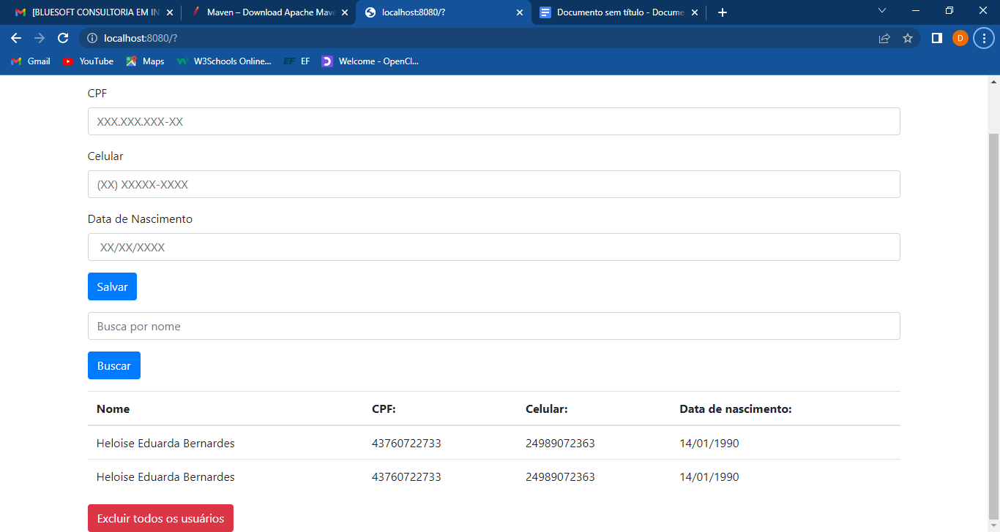 [BLUESOFT CONSULTORIA EM IN
Maven – Download Apache Mave
localhost:8080/?
Documento sem título - Docume
localhost:8080/?
D
Gmail
YouTube
Maps
W3Schools Online...
EF
EF
Welcome - OpenCl...
CPF
XXX.XXX.XXX-XX
Celular
(XX) XXXXX-XXXX
Data de Nascimento
XX/XX/XXXX
Salvar
Busca por nome
Buscar
Nome CPF: Celular: Data de nascimento:
Heloise Eduarda Bernardes 43760722733 24989072363 14/01/1990
Heloise Eduarda Bernardes 43760722733 24989072363 14/01/1990
Excluir todos os usuários